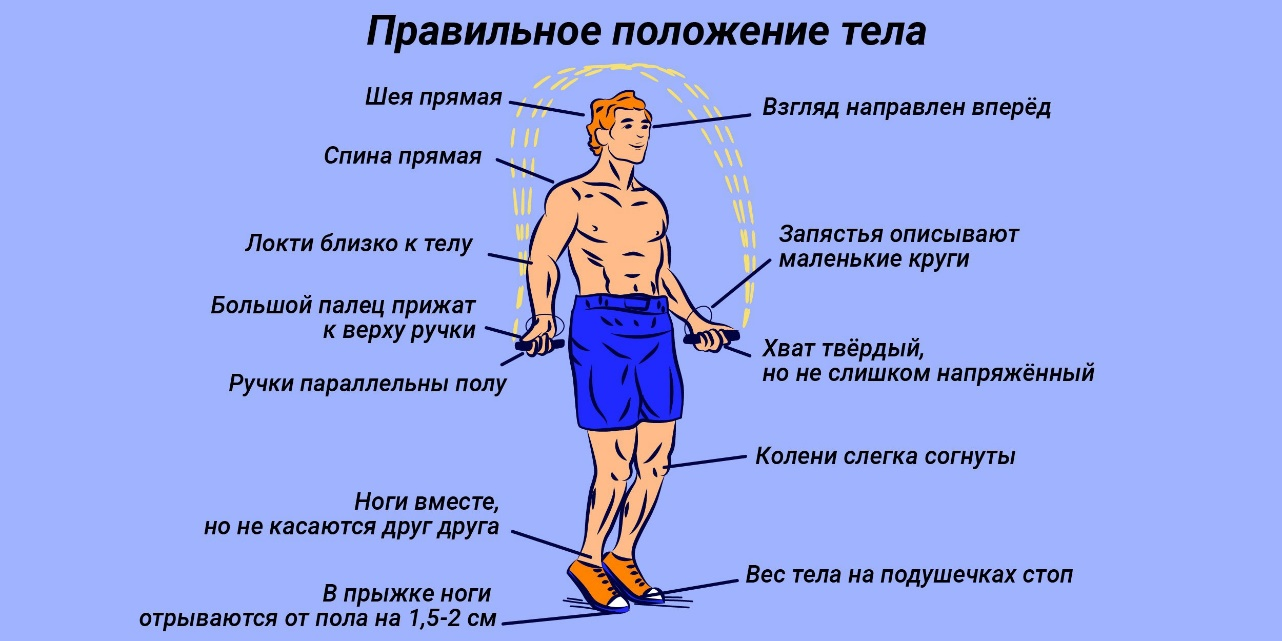 Правильное положение тела
Шея прямая
Взгляд направлен вперёд
Спина прямая
Локти близко к телу
Запястья описывают
маленькие круги
Большой палец прижат
к верху ручки
Хват твёрдый,
но не слишком напряжённый
Ручки параллельны полу
Колени слегка согнуты
Ноги вместе,
но не касаются друг друга
Вес тела на подушечках стоп
В прыжке ноги
отрываются от пола на 1,5-2 см